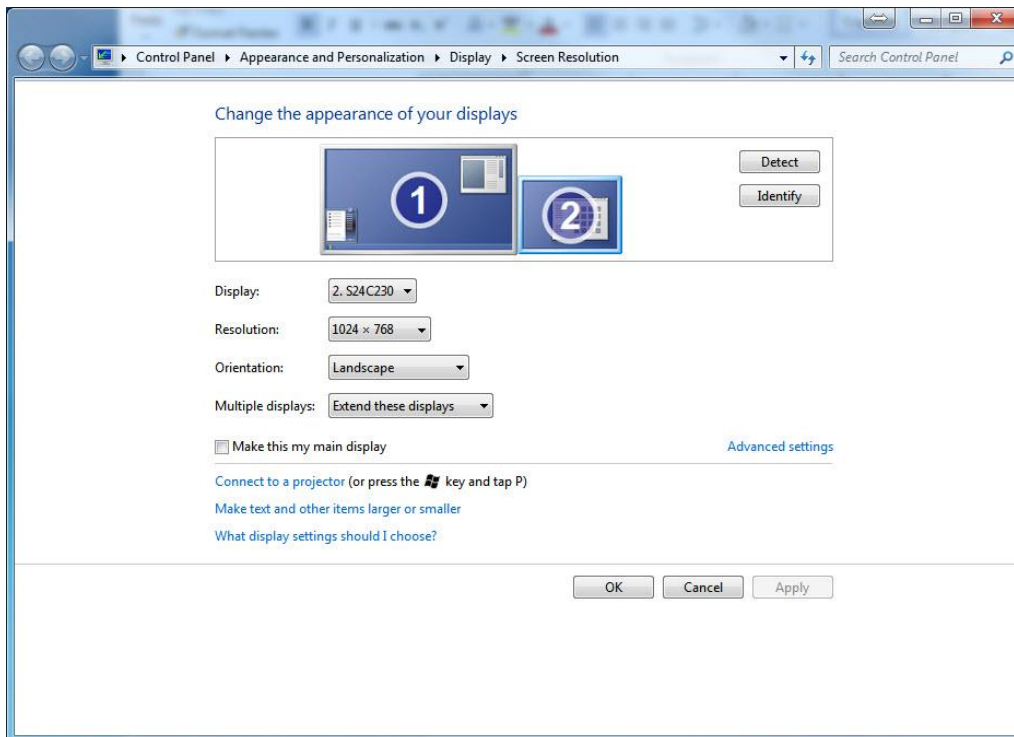 Control Panel ▸ Appearance and Personalization ▸ Display ▸ Screen Resolution Search Control Panel
Change the appearance of your displays
1
2
Detect
Identify
Display: 2. S24C230
Resolution: 1024 × 768
Orientation: Landscape
Multiple displays: Extend these displays
Make this my main display Advanced settings
Connect to a projector (or press the key and tap P)
Make text and other items larger or smaller
What display settings should I choose?
OK Cancel Apply